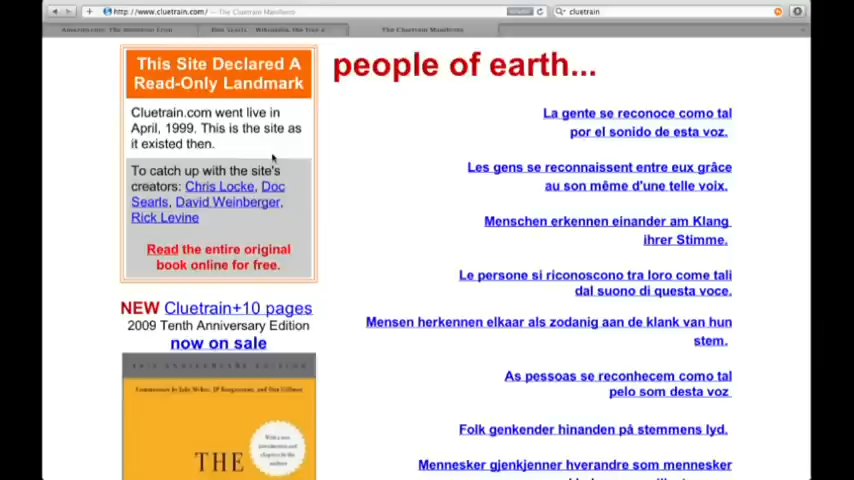 http://www.cluetrain.com/ — The Cluetrain Manifesto
cluetrain
The Cluetrain Manifesto
This Site Declared A
Read-Only Landmark
Cluetrain.com went live in
April, 1999. This is the site as
it existed then.
To catch up with the site's
creators: Chris Locke, Doc
Searls, David Weinberger,
Rick Levine
Read the entire original
book online for free.
NEW Cluetrain+10 pages
2009 Tenth Anniversary Edition
now on sale
THE
people of earth...
La gente se reconoce como tal
por el sonido de esta voz.
Les gens se reconnaissent entre eux grâce
au son même d'une telle voix.
Menschen erkennen einander am Klang
ihrer Stimme.
Le persone si riconoscono tra loro come tali
dal suono di questa voce.
Mensen herkennen elkaar als zodanig aan de klank van hun
stem.
As pessoas se reconhecem como tal
pelo som desta voz
Folk genkender hinanden på stemmens lyd.
Mennesker gjenkjenner hverandre som mennesker